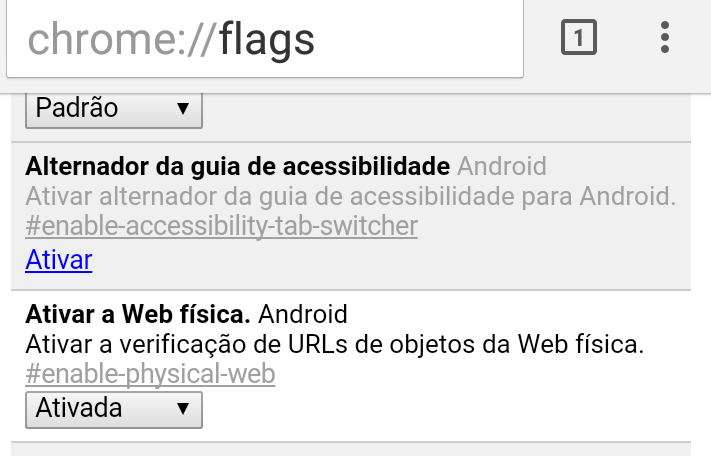 chrome://flags
1
Padrão ▼
Alternador da guia de acessibilidade Android
Ativar alternador da guia de acessibilidade para Android.
#enable-accessibility-tab-switcher
Ativar
Ativar a Web física. Android
Ativar a verificação de URLs de objetos da Web física.
#enable-physical-web
Ativada ▼